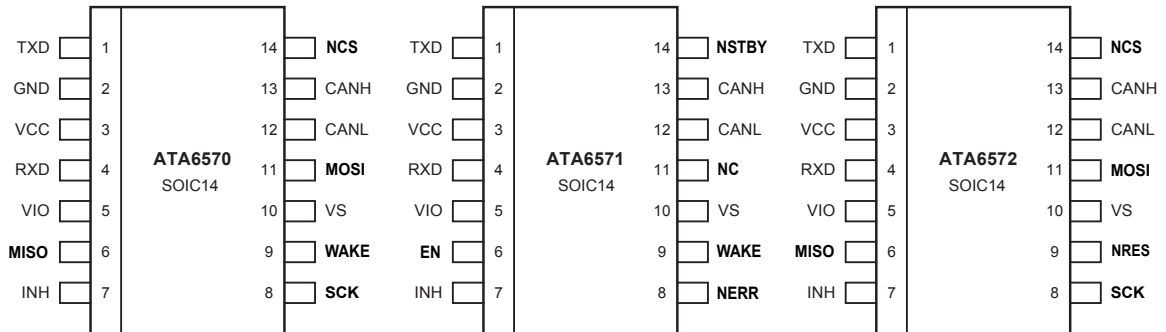 TXD 1 14 NCS TXD 1 14 NSTBY TXD 1 14 NCS
GND 2 13 CANH GND 2 13 CANH GND 2 13 CANH
VCC 3 12 CANL VCC 3 12 CANL VCC 3 12 CANL
ATA6570 ATA6571 ATA6572
RXD 4 11 MOSI RXD 4 11 NC RXD 4 11 MOSI
SOIC14 SOIC14 SOIC14
VIO 5 10 VS VIO 5 10 VS VIO 5 10 VS
MISO 6 9 WAKE EN 6 9 WAKE MISO 6 9 NRES
INH 7 8 SCK INH 7 8 NERR INH 7 8 SCK